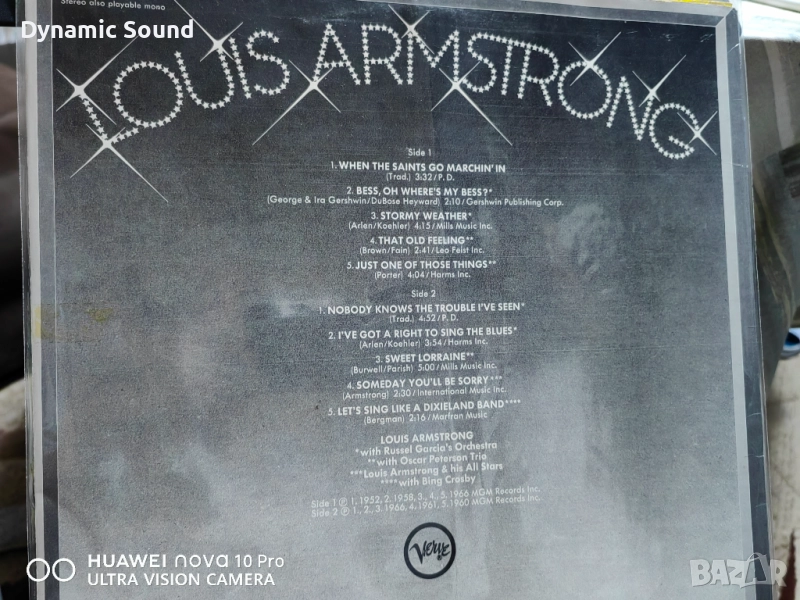 Stereo also playable mono
Dynamic Sound
LOUIS ARMSTRONG
Side 1
1. WHEN THE SAINTS GO MARCHIN' IN
(Trad.) 3:32/P.D.
2. BESS, OH WHERE'S MY BESS?*
(George & Ira Gershwin/DuBose Heyward) 2:10/Gershwin Publishing Corp.
3. STORMY WEATHER*
(Arlen/Koehler) 4:15/Mills Music Inc.
4. THAT OLD FEELING**
(Brown/Fain) 2:41/Leo Feist Inc.
5. JUST ONE OF THOSE THINGS**
(Porter) 4:04/Harms Inc.
Side 2
1. NOBODY KNOWS THE TROUBLE I'VE SEEN*
(Trad.) 4:52/P.D.
2. I'VE GOT A RIGHT TO SING THE BLUES*
(Arlen/Koehler) 3:54/Harms Inc.
3. SWEET LORRAINE**
(Burwell/Parish) 5:00/Mills Music Inc.
4. SOMEDAY YOU'LL BE SORRY***
(Armstrong) 2:30/International Music Inc.
5. LET'S SING LIKE A DIXIELAND BAND****
(Bergman) 2:16/Marfran Music
LOUIS ARMSTRONG
*with Russel Garcia's Orchestra
**with Oscar Peterson Trio
***Louis Armstrong & his All Stars
****with Bing Crosby
Side 1 ℗ 1. 1952, 2. 1958, 3., 4., 5. 1966 MGM Records Inc.
Side 2 ℗ 1., 2., 3. 1966, 4. 1961, 5. 1960 MGM Records Inc.
Verve
HUAWEI nova 10 Pro
ULTRA VISION CAMERA
BAZAR